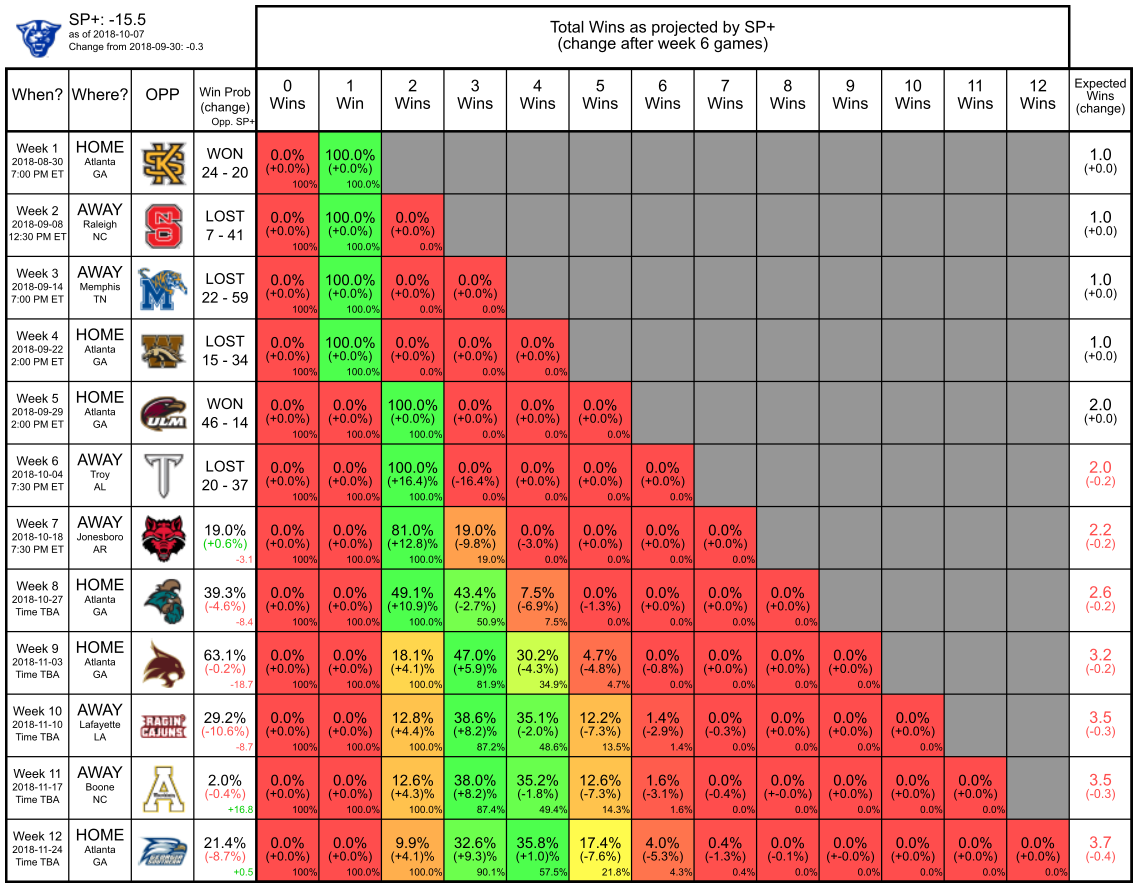 SP+: -15.5
as of 2018-10-07
Change from 2018-09-30: -0.3
Total Wins as projected by SP+
(change after week 6 games)
When? Where? OPP Win Prob (change) Opp. SP+ 0 Wins 1 Win 2 Wins 3 Wins 4 Wins 5 Wins 6 Wins 7 Wins 8 Wins 9 Wins 10 Wins 11 Wins 12 Wins Expected Wins (change)
Week 1 HOME WON 0.0% 100.0% 1.0
2018-08-30 Atlanta KS 24 - 20 (+0.0%) (+0.0%) (+0.0)
7:00 PM ET GA 100% 100.0%
Week 2 AWAY LOST 0.0% 100.0% 0.0% 1.0
2018-09-08 Raleigh NCS 7 - 41 (+0.0%) (+0.0%) (+0.0%) (+0.0)
12:30 PM ET NC 100% 100.0% 0.0%
Week 3 AWAY LOST 0.0% 100.0% 0.0% 0.0% 1.0
2018-09-14 Memphis M 22 - 59 (+0.0%) (+0.0%) (+0.0%) (+0.0%) (+0.0)
7:00 PM ET TN 100% 100.0% 0.0% 0.0%
Week 4 HOME LOST 0.0% 100.0% 0.0% 0.0% 0.0% 1.0
2018-09-22 Atlanta W 15 - 34 (+0.0%) (+0.0%) (+0.0%) (+0.0%) (+0.0%) (+0.0)
2:00 PM ET GA 100% 100.0% 0.0% 0.0% 0.0%
Week 5 HOME WON 0.0% 0.0% 100.0% 0.0% 0.0% 0.0% 2.0
2018-09-29 Atlanta ULM 46 - 14 (+0.0%) (+0.0%) (+0.0%) (+0.0%) (+0.0%) (+0.0%) (+0.0)
2:00 PM ET GA 100% 100.0% 100.0% 0.0% 0.0% 0.0%
Week 6 AWAY LOST 0.0% 0.0% 100.0% 0.0% 0.0% 0.0% 0.0% 2.0
2018-10-04 Troy T 20 - 37 (+0.0%) (+0.0%) (+16.4)% (-16.4%) (+0.0%) (+0.0%) (+0.0%) (-0.2)
7:30 PM ET AL 100% 100.0% 100.0% 0.0% 0.0% 0.0% 0.0%
Week 7 AWAY 19.0% 0.0% 0.0% 81.0% 19.0% 0.0% 0.0% 0.0% 0.0% 2.2
2018-10-18 Jonesboro (+0.6%) (+0.0%) (+0.0%) (+12.8)% (-9.8%) (-3.0%) (+0.0%) (+0.0%) (+0.0%) (-0.2)
7:30 PM ET AR -3.1 100% 100.0% 100.0% 19.0% 0.0% 0.0% 0.0% 0.0%
Week 8 HOME 39.3% 0.0% 0.0% 49.1% 43.4% 7.5% 0.0% 0.0% 0.0% 0.0% 2.6
2018-10-27 Atlanta (-4.6%) (+0.0%) (+0.0%) (+10.9)% (-2.7%) (-6.9%) (-1.3%) (+0.0%) (+0.0%) (+0.0%) (-0.2)
Time TBA GA -8.4 100% 100.0% 100.0% 50.9% 7.5% 0.0% 0.0% 0.0% 0.0%
Week 9 HOME 63.1% 0.0% 0.0% 18.1% 47.0% 30.2% 4.7% 0.0% 0.0% 0.0% 0.0% 3.2
2018-11-03 Atlanta (-0.2%) (+0.0%) (+0.0%) (+4.1%) (+5.9)% (-4.3%) (-4.8%) (-0.8%) (+0.0%) (+0.0%) (+0.0%) (-0.2)
Time TBA GA -18.7 100% 100.0% 100.0% 81.9% 34.9% 4.7% 0.0% 0.0% 0.0% 0.0%
Week 10 AWAY RAGIN' 29.2% 0.0% 0.0% 12.8% 38.6% 35.1% 12.2% 1.4% 0.0% 0.0% 0.0% 0.0% 3.5
2018-11-10 Lafayette CAJUNS (-10.6%) (+0.0%) (+0.0%) (+4.4%) (+8.2)% (-2.0%) (-7.3%) (-2.9%) (-0.3%) (+0.0%) (+0.0%) (+0.0%) (-0.3)
Time TBA LA -8.7 100% 100.0% 100.0% 87.2% 48.6% 13.5% 1.4% 0.0% 0.0% 0.0% 0.0%
Week 11 AWAY 2.0% 0.0% 0.0% 12.6% 38.0% 35.2% 12.6% 1.6% 0.0% 0.0% 0.0% 0.0% 0.0% 3.5
2018-11-17 Boone A (-0.4%) (+0.0%) (+0.0%) (+4.3%) (+8.2)% (-1.8%) (-7.3%) (-3.1%) (-0.4%) (+-0.0%) (+0.0%) (+0.0%) (+0.0%) (-0.3)
Time TBA NC +16.8 100% 100.0% 100.0% 87.4% 49.4% 14.3% 1.6% 0.0% 0.0% 0.0% 0.0% 0.0%
Week 12 HOME 21.4% 0.0% 0.0% 9.9% 32.6% 35.8% 17.4% 4.0% 0.4% 0.0% 0.0% 0.0% 0.0% 0.0% 3.7
2018-11-24 Atlanta (-8.7%) (+0.0%) (+0.0%) (+4.1%) (+9.3%) (+1.0)% (-7.6%) (-5.3%) (-1.3%) (-0.1%) (+-0.0%) (+0.0%) (+0.0%) (+0.0%) (-0.4)
Time TBA GA +0.5 100% 100.0% 100.0% 90.1% 57.5% 21.8% 4.3% 0.4% 0.0% 0.0% 0.0% 0.0% 0.0%